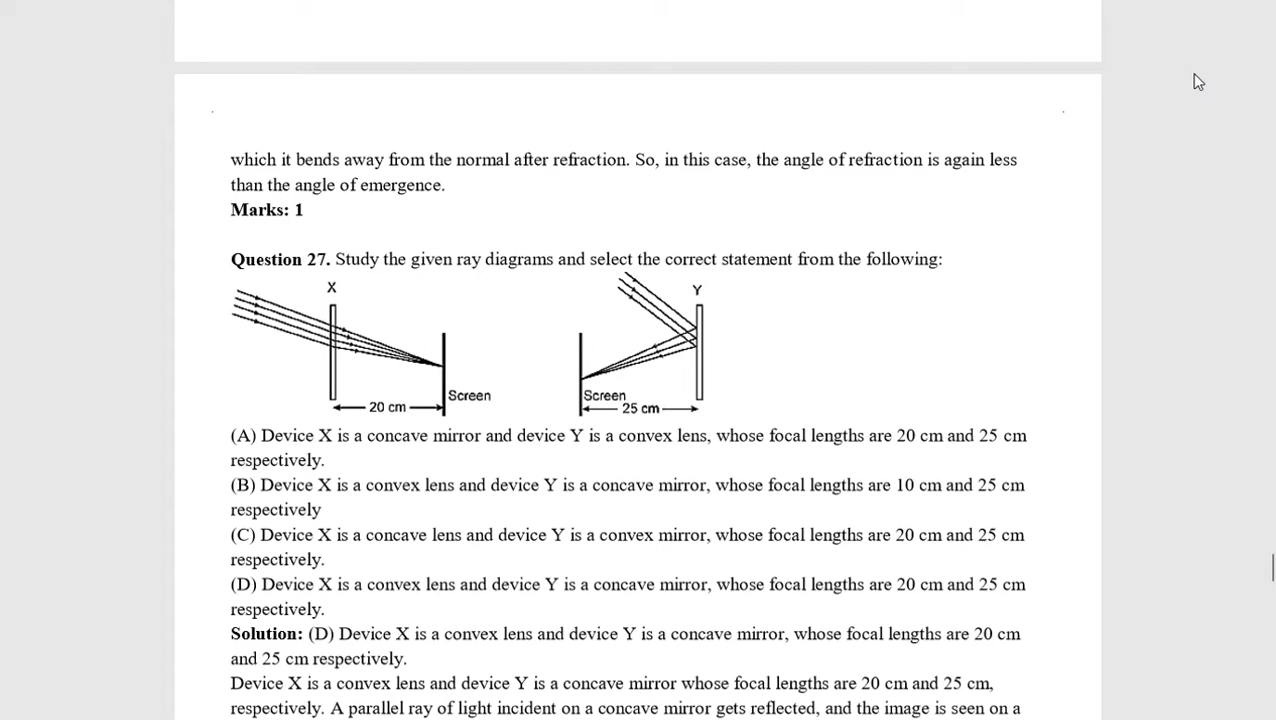 which it bends away from the normal after refraction. So, in this case, the angle of refraction is again less
than the angle of emergence.
Marks: 1
Question 27. Study the given ray diagrams and select the correct statement from the following:
X
Y
Screen
20 cm
Screen
25 cm
(A) Device X is a concave mirror and device Y is a convex lens, whose focal lengths are 20 cm and 25 cm
respectively.
(B) Device X is a convex lens and device Y is a concave mirror, whose focal lengths are 10 cm and 25 cm
respectively
(C) Device X is a concave lens and device Y is a convex mirror, whose focal lengths are 20 cm and 25 cm
respectively.
(D) Device X is a convex lens and device Y is a concave mirror, whose focal lengths are 20 cm and 25 cm
respectively.
Solution: (D) Device X is a convex lens and device Y is a concave mirror, whose focal lengths are 20 cm
and 25 cm respectively.
Device X is a convex lens and device Y is a concave mirror whose focal lengths are 20 cm and 25 cm,
respectively. A parallel ray of light incident on a concave mirror gets reflected, and the image is seen on a